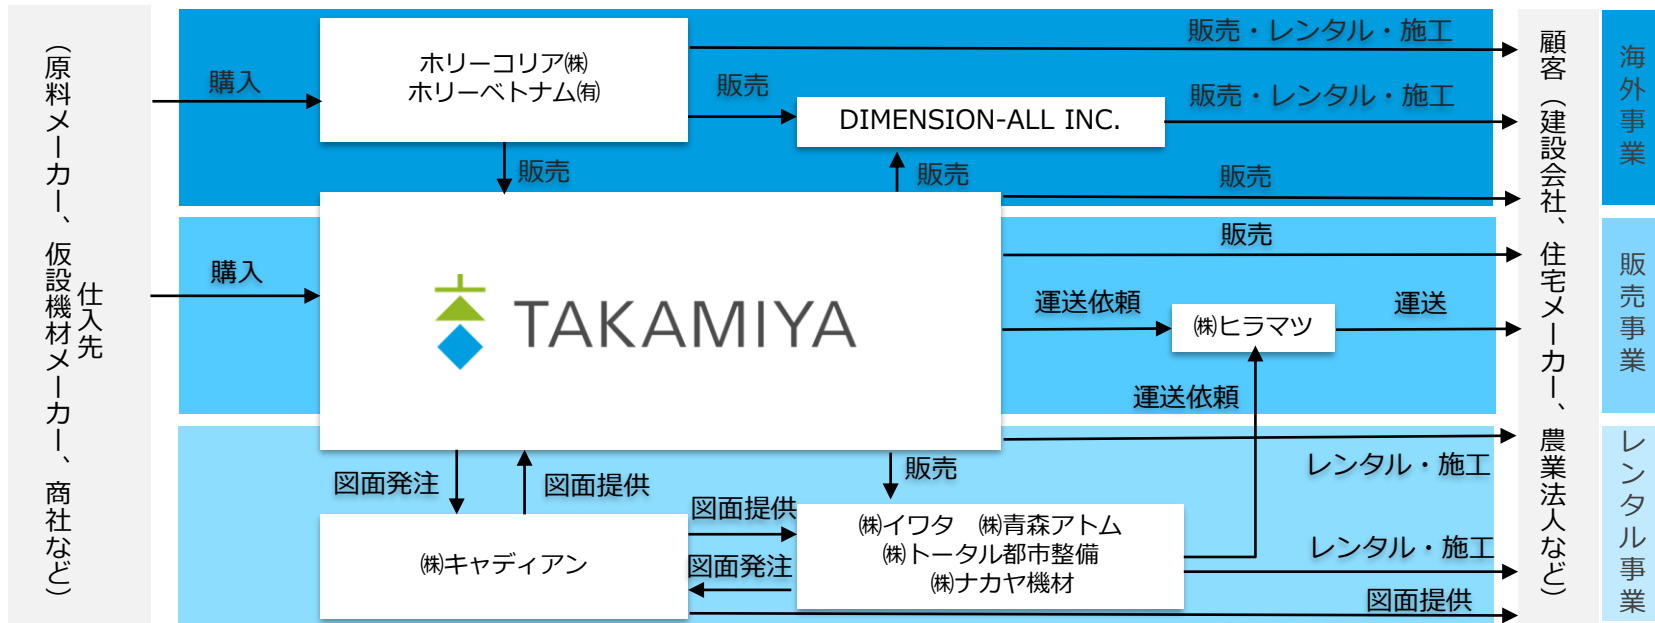 仕入先
（原料メーカー、仮設機材メーカー、商社など）
購入
ホリーコリア㈱
ホリーベトナム㈲
販売・レンタル・施工
販売
DIMENSION-ALL INC.
販売・レンタル・施工
販売
販売
販売
購入
TAKAMIYA
販売
運送依頼
㈱ヒラマツ
運送
運送依頼
図面発注
図面提供
販売
レンタル・施工
㈱キャディアン
図面提供
図面発注
㈱イワタ　㈱青森アトム
㈱トータル都市整備
㈱ナカヤ機材
レンタル・施工
図面提供
顧客（建設会社、住宅メーカー、農業法人など）
海外事業
販売事業
レンタル事業